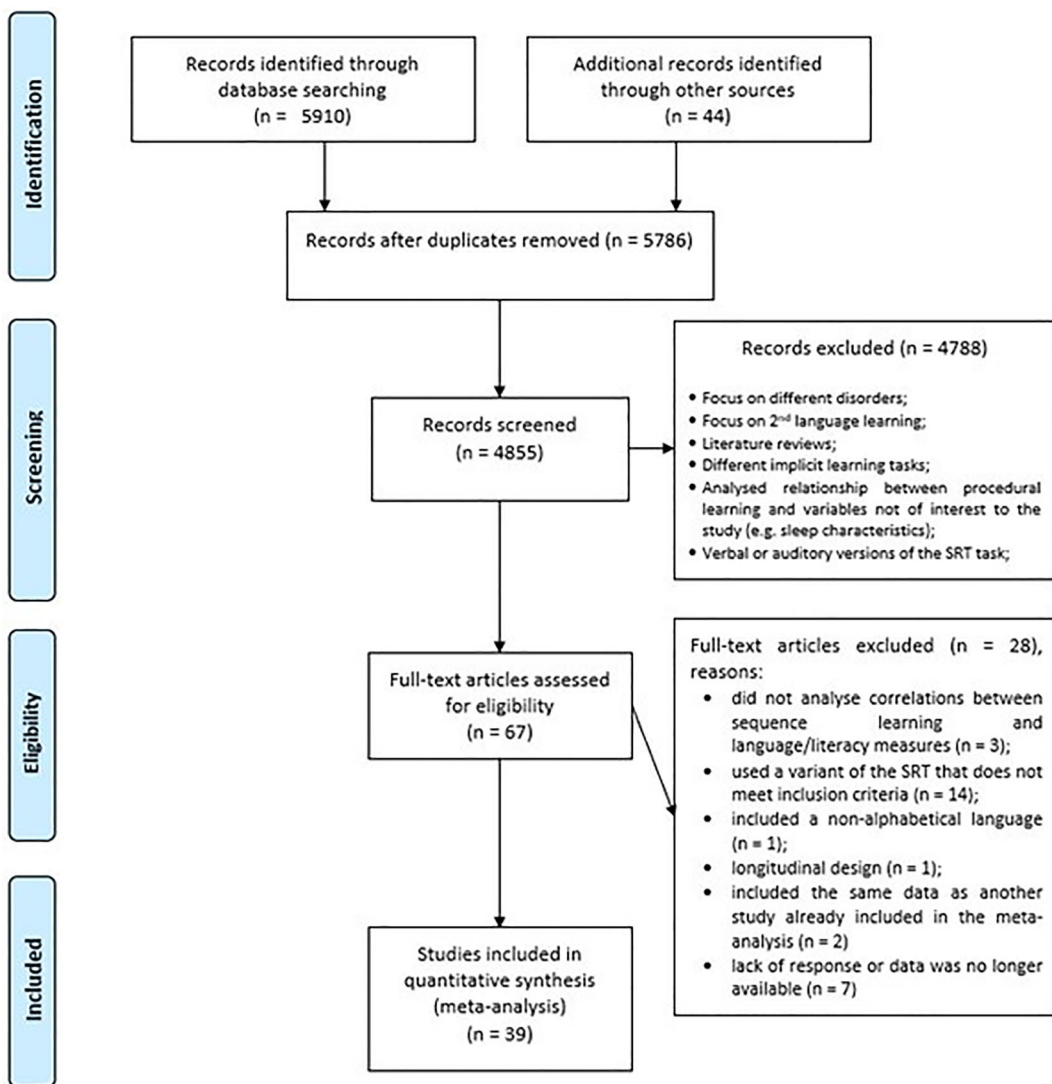 Identification
Records identified through
database searching
(n = 5910)
Additional records identified
through other sources
(n = 44)
Records after duplicates removed (n = 5786)
Screening
Records screened
(n = 4855)
Records excluded (n = 4788)
• Focus on different disorders;
• Focus on 2nd language learning;
• Literature reviews;
• Different implicit learning tasks;
• Analysed relationship between procedural
learning and variables not of interest to the
study (e.g. sleep characteristics);
• Verbal or auditory versions of the SRT task;
Eligibility
Full-text articles assessed
for eligibility
(n = 67)
Full-text articles excluded (n = 28),
reasons:
• did not analyse correlations between
sequence learning and
language/literacy measures (n = 3);
• used a variant of the SRT that does not
meet inclusion criteria (n = 14);
• included a non-alphabetical language
(n = 1);
• longitudinal design (n = 1);
• included the same data as another
study already included in the meta-
analysis (n = 2)
• lack of response or data was no longer
available (n = 7)
Included
Studies included in
quantitative synthesis
(meta-analysis)
(n = 39)